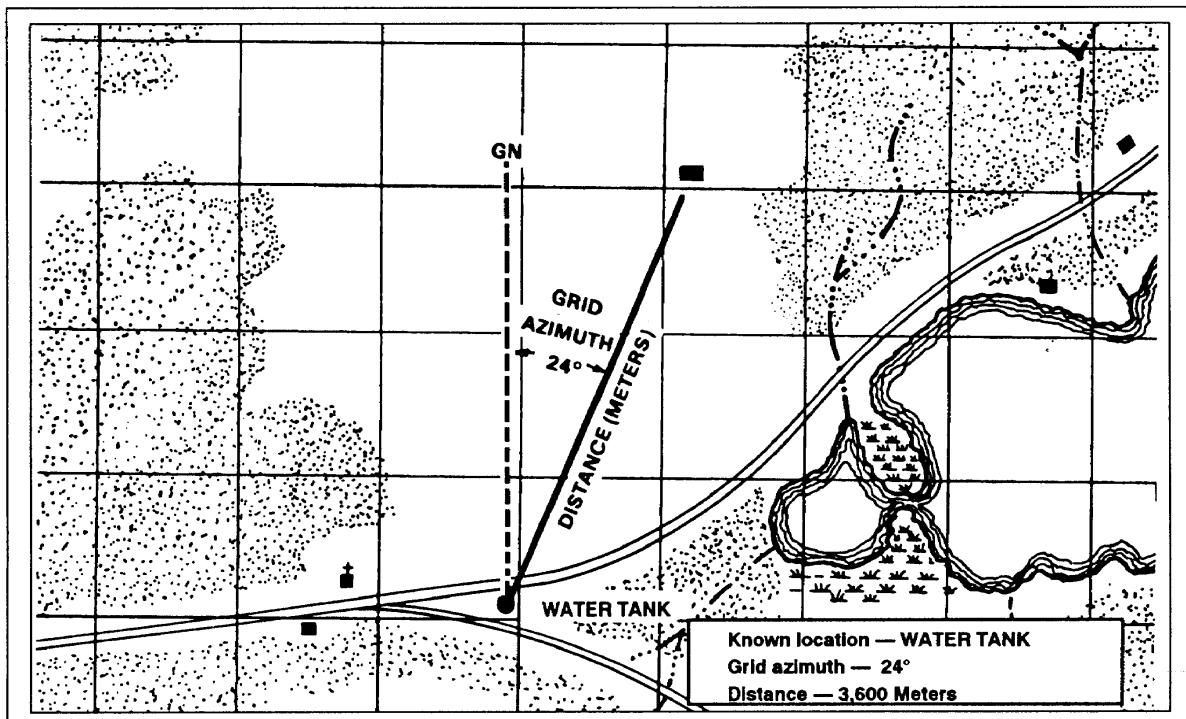 GN
GRID
AZIMUTH
24°
DISTANCE (METERS)
WATER TANK
Known location — WATER TANK
Grid azimuth — 24°
Distance — 3,600 Meters